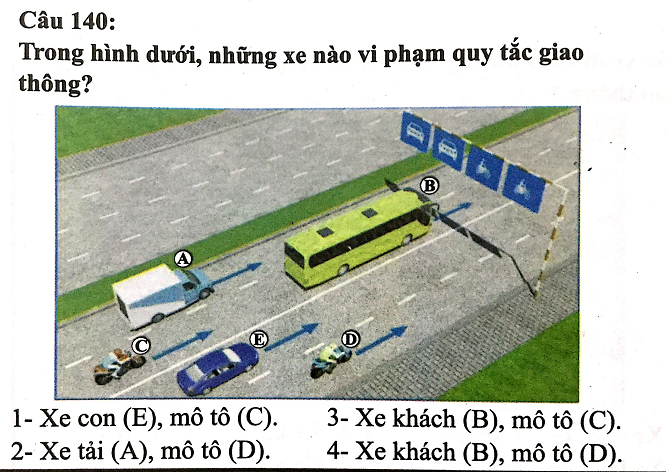 Câu 140:
Trong hình dưới, những xe nào vi phạm quy tắc giao
thông?
B
A
C
E
D
1- Xe con (E), mô tô (C).
3- Xe khách (B), mô tô (C).
2- Xe tải (A), mô tô (D).
4- Xe khách (B), mô tô (D).